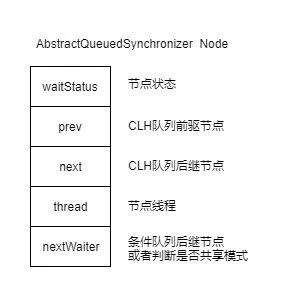 AbstractQueuedSynchronizer Node
waitStatus 节点状态
prev CLH队列前驱节点
next CLH队列后继节点
thread 节点线程
nextWaiter 条件队列后继节点
或者判断是否共享模式